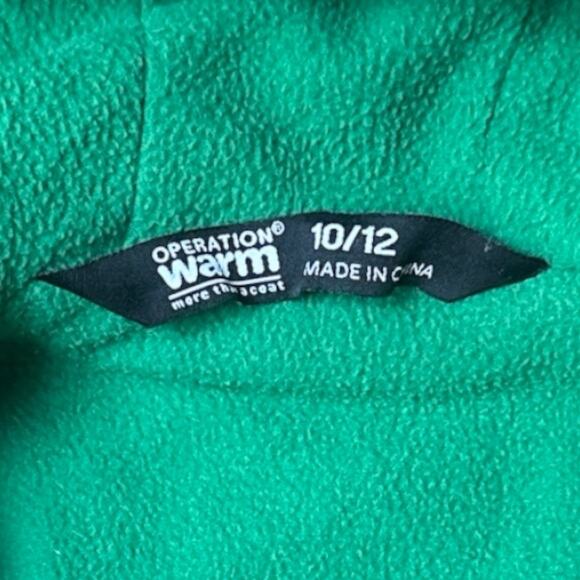 OPERATION®
warm
more than a coat
10/12
MADE IN CHINA